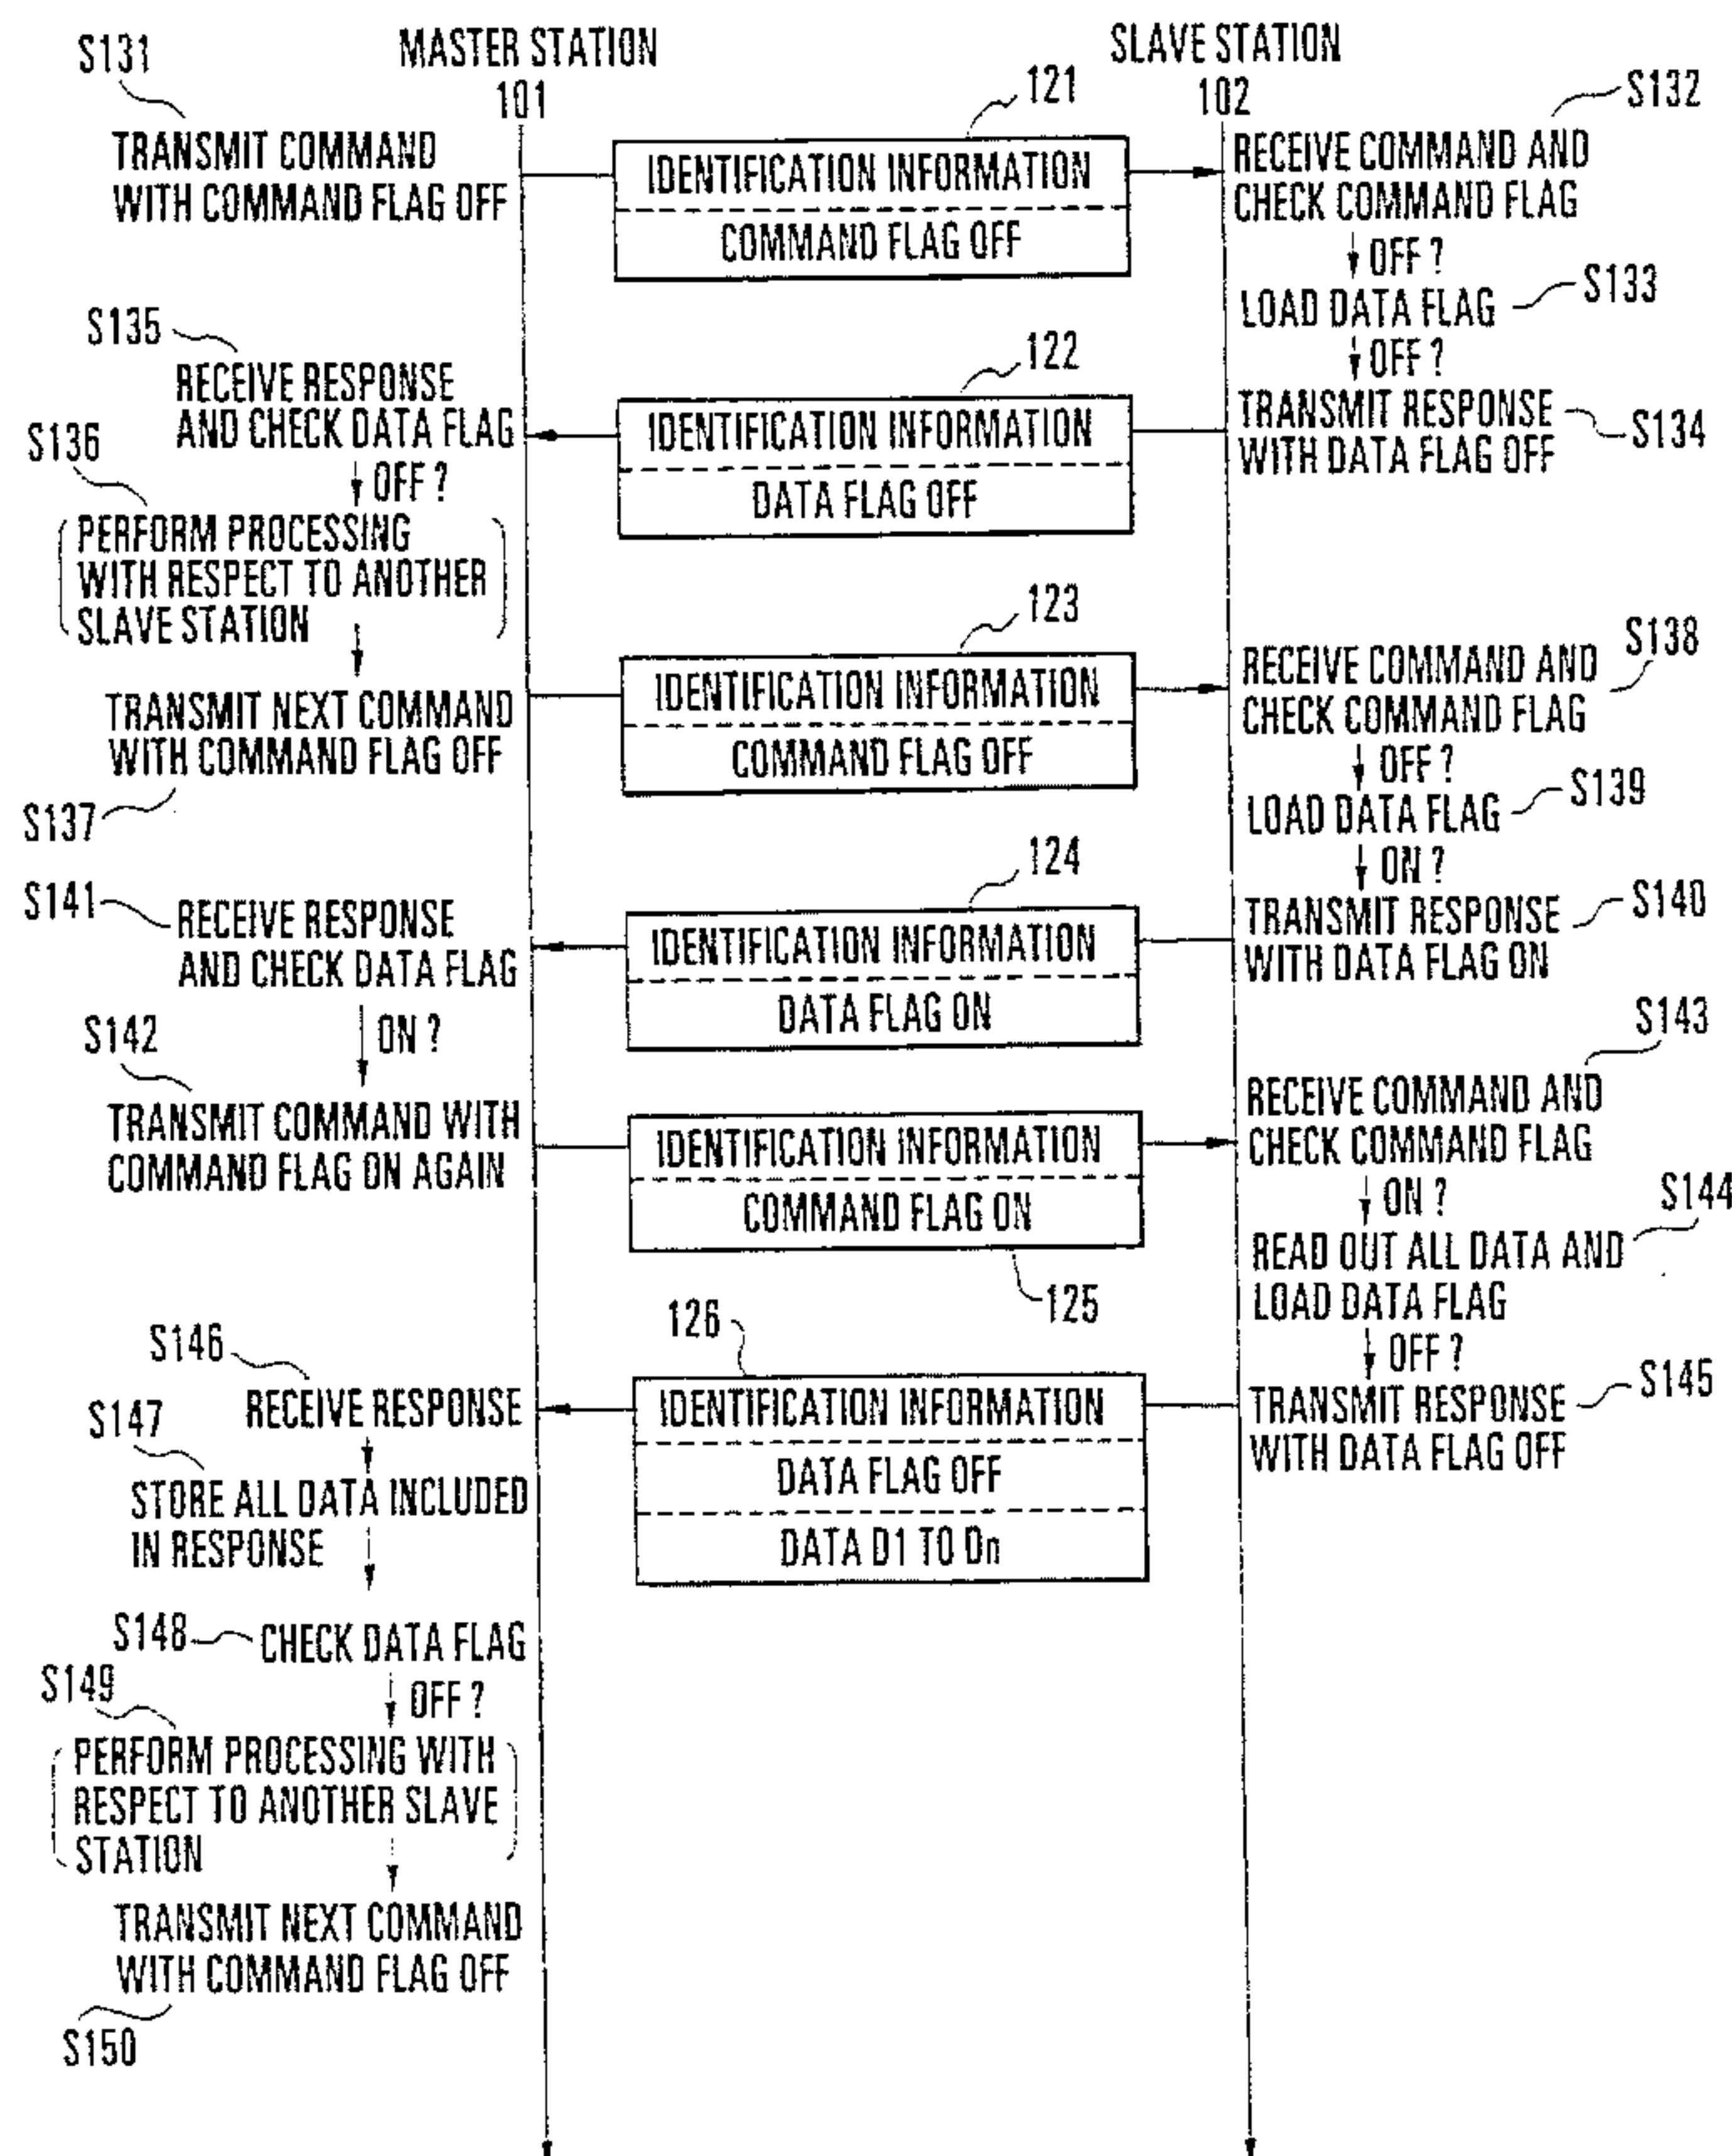 MASTER STATION
101
SLAVE STATION
102
S131
TRANSMIT COMMAND
WITH COMMAND FLAG OFF
121
IDENTIFICATION INFORMATION
COMMAND FLAG OFF
S132
RECEIVE COMMAND AND
CHECK COMMAND FLAG
OFF ?
LOAD DATA FLAG
S133
OFF ?
TRANSMIT RESPONSE
WITH DATA FLAG OFF
S134
122
IDENTIFICATION INFORMATION
DATA FLAG OFF
S135
RECEIVE RESPONSE
AND CHECK DATA FLAG
OFF ?
S136
PERFORM PROCESSING
WITH RESPECT TO ANOTHER
SLAVE STATION
TRANSMIT NEXT COMMAND
WITH COMMAND FLAG OFF
S137
123
IDENTIFICATION INFORMATION
COMMAND FLAG OFF
S138
RECEIVE COMMAND AND
CHECK COMMAND FLAG
OFF ?
LOAD DATA FLAG
S139
ON ?
TRANSMIT RESPONSE
WITH DATA FLAG ON
S140
124
IDENTIFICATION INFORMATION
DATA FLAG ON
S141
RECEIVE RESPONSE
AND CHECK DATA FLAG
ON ?
S142
TRANSMIT COMMAND WITH
COMMAND FLAG ON AGAIN
IDENTIFICATION INFORMATION
COMMAND FLAG ON
125
S143
RECEIVE COMMAND AND
CHECK COMMAND FLAG
ON ?
S144
READ OUT ALL DATA AND
LOAD DATA FLAG
OFF ?
TRANSMIT RESPONSE
WITH DATA FLAG OFF
S145
126
IDENTIFICATION INFORMATION
DATA FLAG OFF
DATA D1 TO Dn
S146
RECEIVE RESPONSE
S147
STORE ALL DATA INCLUDED
IN RESPONSE
S148
CHECK DATA FLAG
OFF ?
S149
PERFORM PROCESSING WITH
RESPECT TO ANOTHER SLAVE
STATION
TRANSMIT NEXT COMMAND
WITH COMMAND FLAG OFF
S150